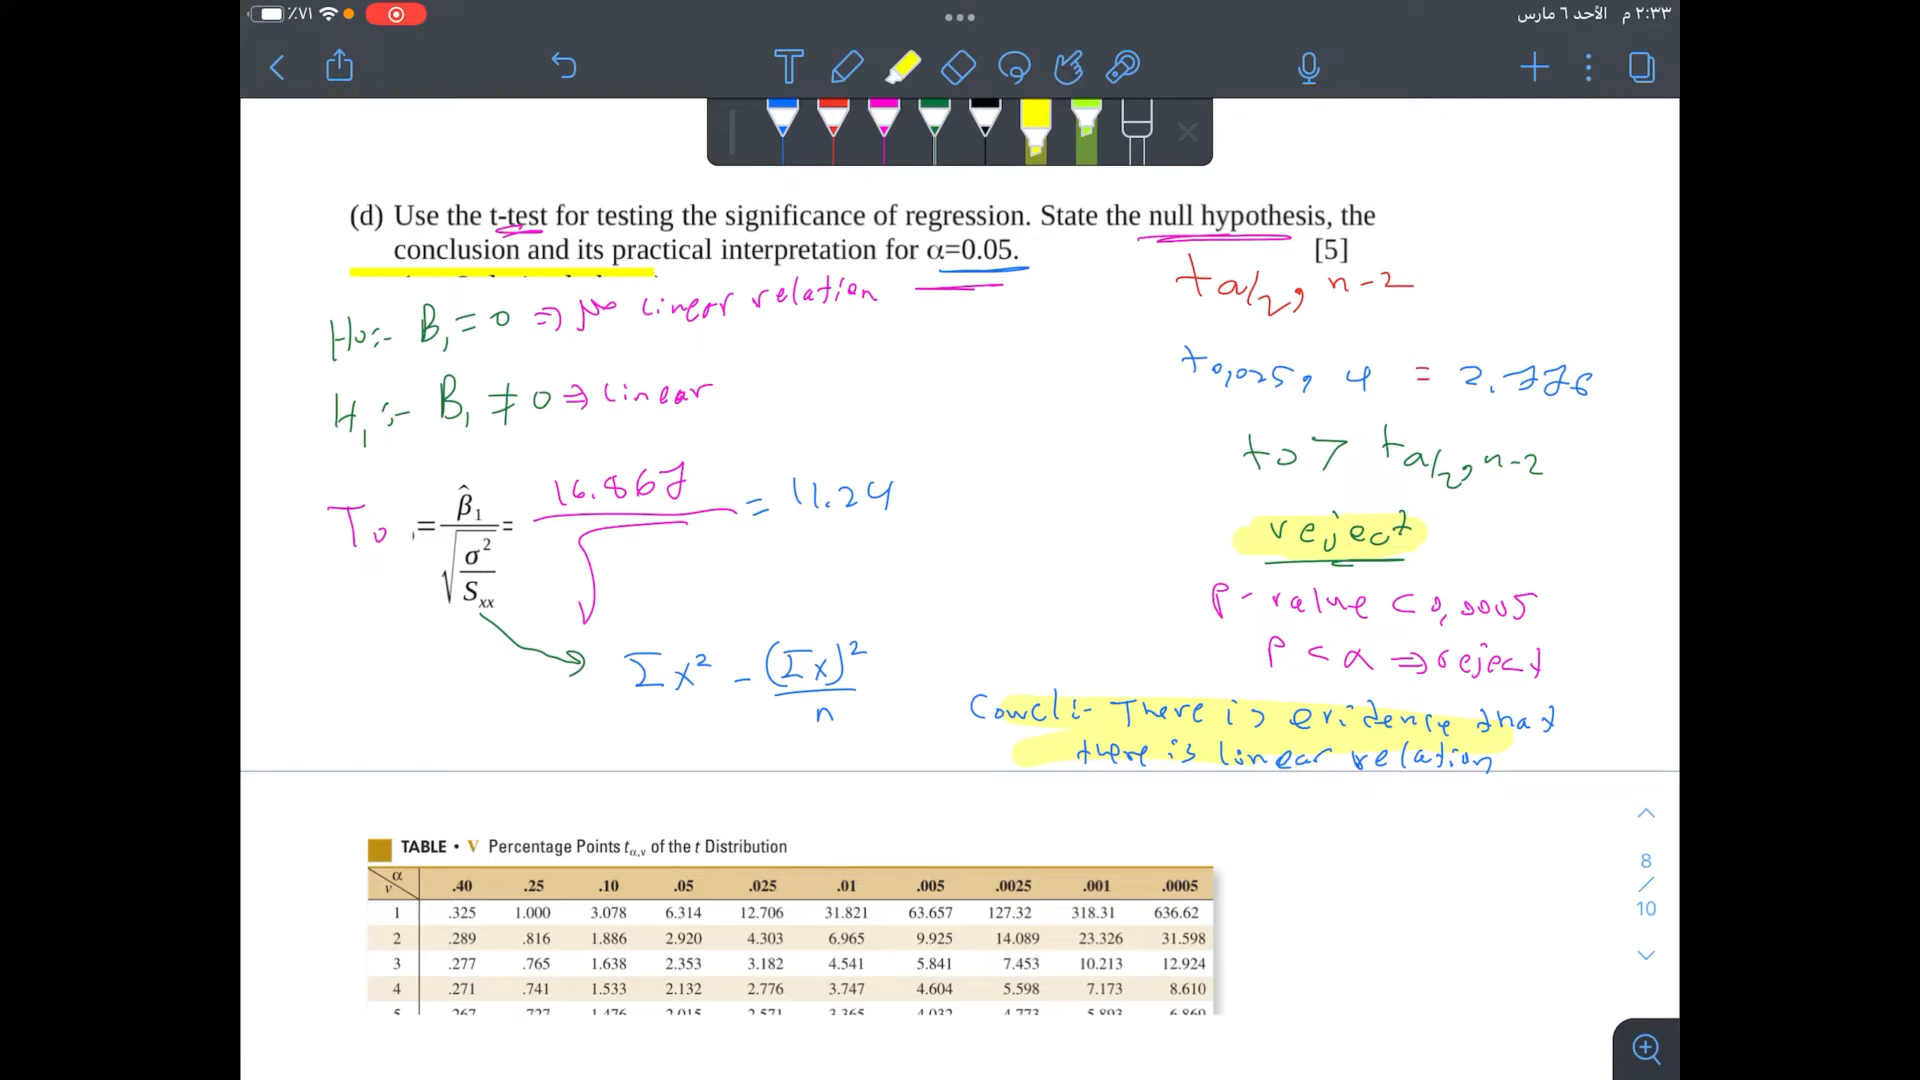 ٪٧١
٢:٣٣ م الأحد ٦ مارس
(d) Use the t-test for testing the significance of regression. State the null hypothesis, the
conclusion and its practical interpretation for α=0.05. [5]
H0:- B1 = 0 ⇒ No linear relation
H1:- B1 ≠ 0 ⇒ Linear
T0 = β̂1 / √(σ²/Sxx) = 16.867 / √ = 11.24
Σx² - (Σx)²/n
tα/2, n-2
t0,025, 4 = 2.776
t0 > tα/2, n-2
reject
P-value < 0,0005
P < α ⇒ reject
Concl:- There is evidence that
there is linear relation
TABLE • V Percentage Points tα,ν of the t Distribution
α
ν .40 .25 .10 .05 .025 .01 .005 .0025 .001 .0005
1 .325 1.000 3.078 6.314 12.706 31.821 63.657 127.32 318.31 636.62
2 .289 .816 1.886 2.920 4.303 6.965 9.925 14.089 23.326 31.598
3 .277 .765 1.638 2.353 3.182 4.541 5.841 7.453 10.213 12.924
4 .271 .741 1.533 2.132 2.776 3.747 4.604 5.598 7.173 8.610
8
/
10